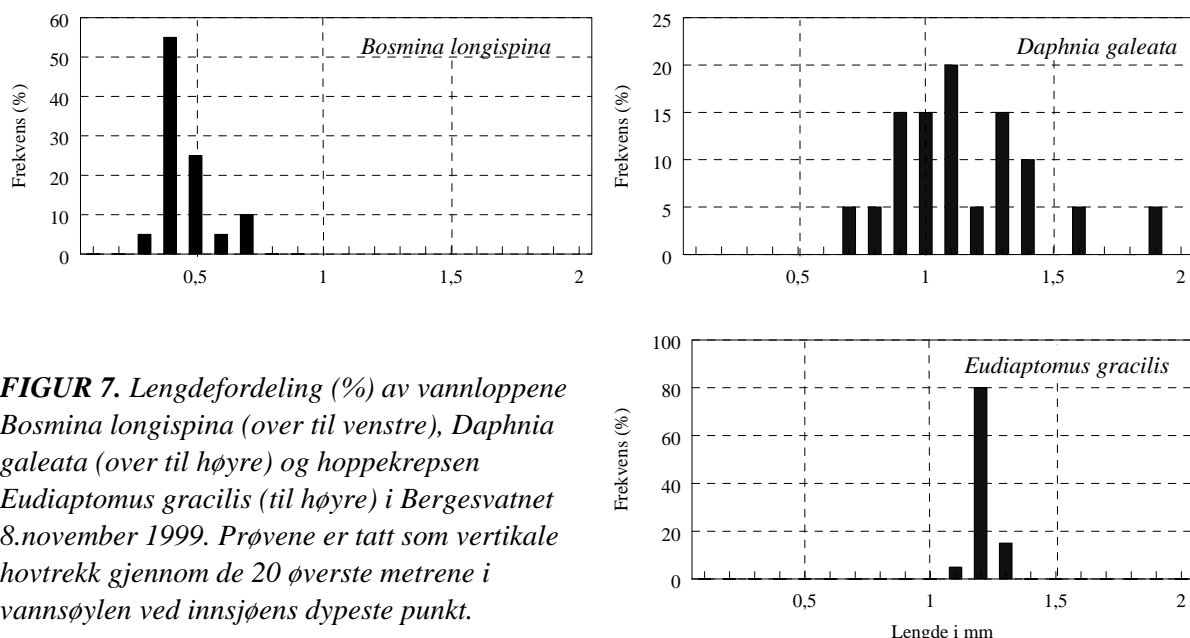 60
50
40
30
20
10
0
Frekvens (%)
Bosmina longispina
0,5
1
1,5
2
25
20
15
10
5
0
Frekvens (%)
Daphnia galeata
0,5
1
1,5
2
FIGUR 7. Lengdefordeling (%) av vannloppene
Bosmina longispina (over til venstre), Daphnia
galeata (over til høyre) og hoppekrepsen
Eudiaptomus gracilis (til høyre) i Bergesvatnet
8.november 1999. Prøvene er tatt som vertikale
hovtrekk gjennom de 20 øverste metrene i
vannsøylen ved innsjøens dypeste punkt.
100
80
60
40
20
0
Frekvens (%)
Eudiaptomus gracilis
0,5
1
1,5
2
Lengde i mm